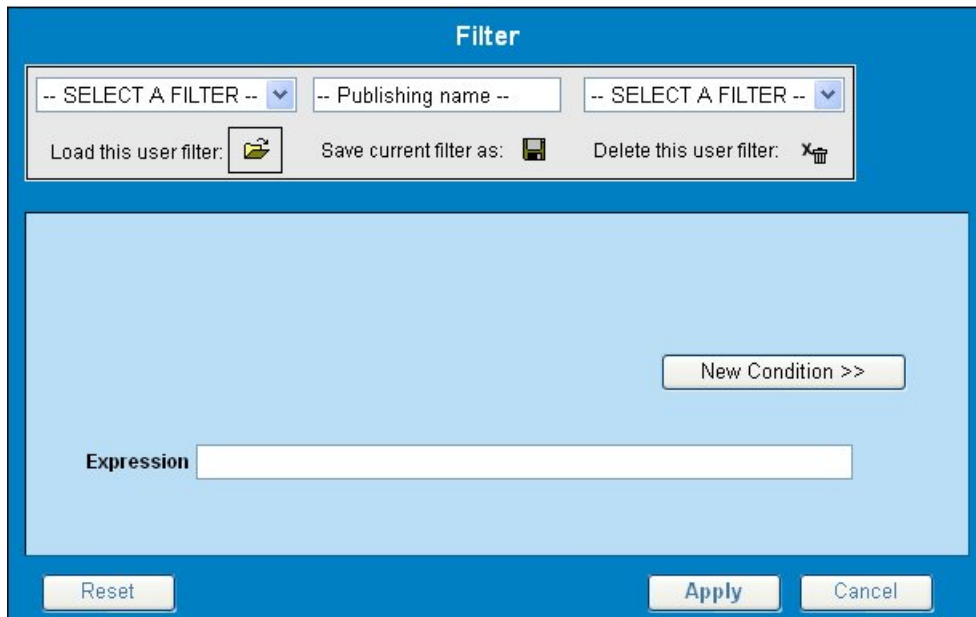 Filter
-- SELECT A FILTER -- -- Publishing name -- -- SELECT A FILTER --
Load this user filter: Save current filter as: Delete this user filter: x
New Condition >>
Expression
Reset Apply Cancel